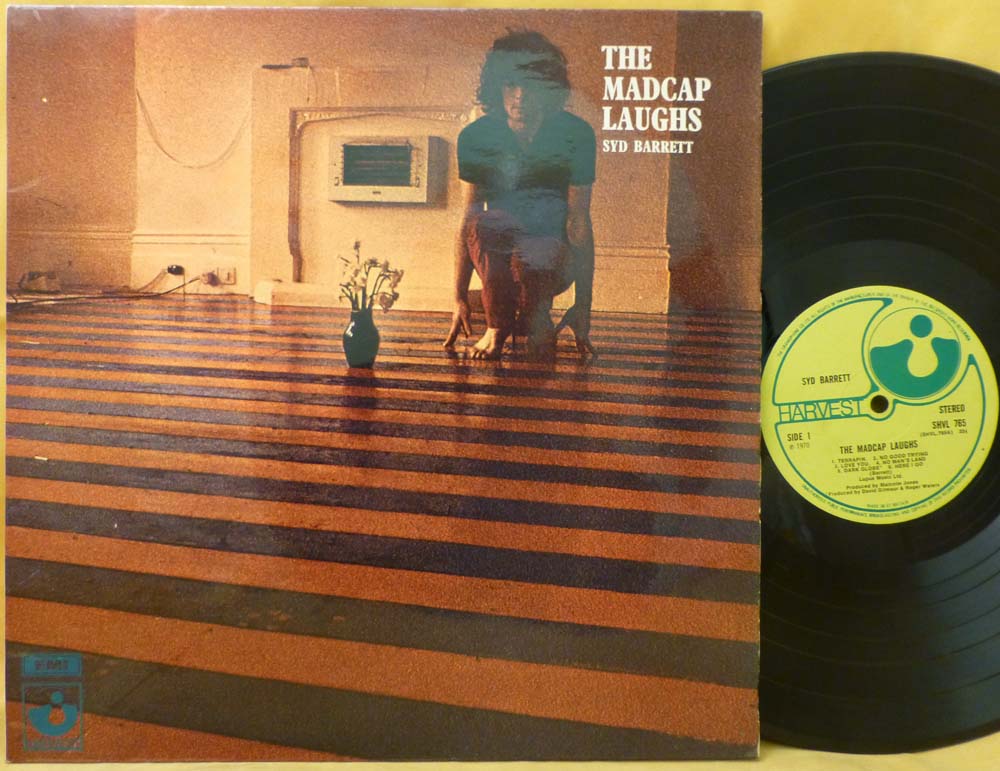 THE
MADCAP
LAUGHS
SYD BARRETT
SYD BARRETT
HARVEST
STEREO
SHVL 765
SIDE 1
℗ 1970
THE MADCAP LAUGHS
1. TERRAPIN 2. NO GOOD TRYING
3. LOVE YOU 4. NO MAN'S LAND
5. DARK GLOBE* 6. HERE I GO
(Barrett)
Lupus Music Ltd.
Produced by Malcolm Jones
*Produced by David Gilmour & Roger Waters